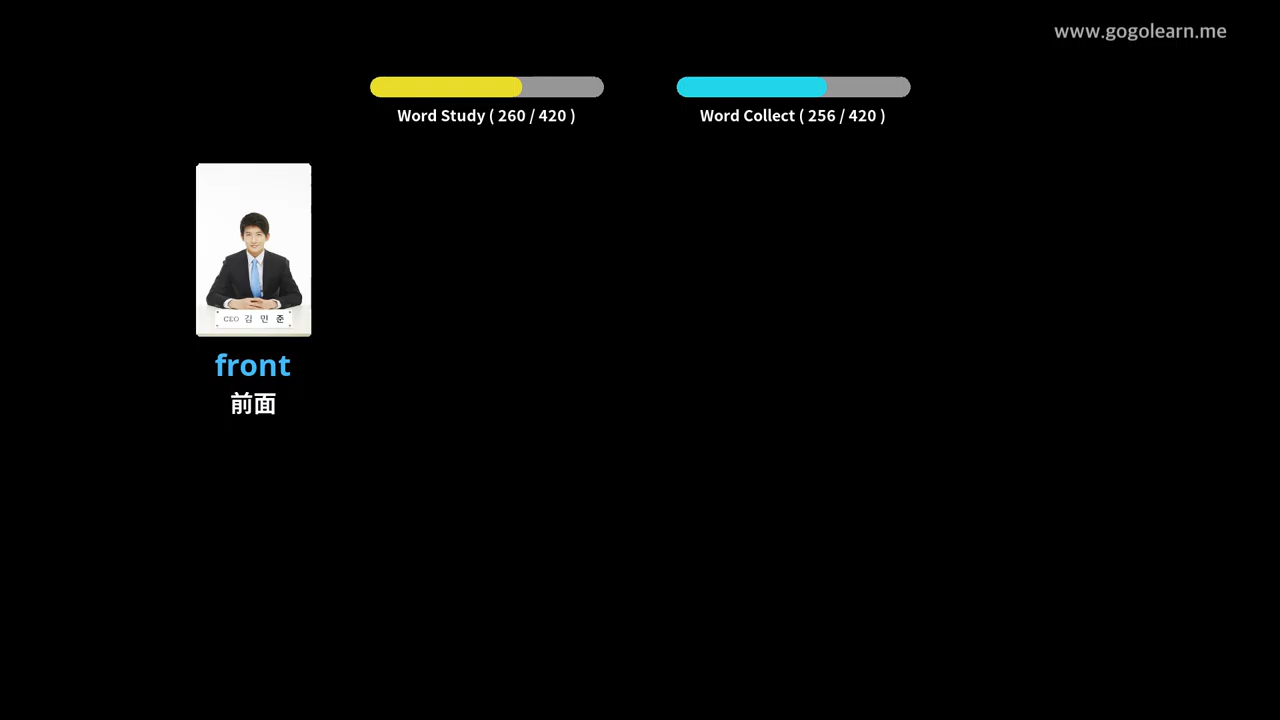 www.gogolearn.me
Word Study ( 260 / 420 )
Word Collect ( 256 / 420 )
CEO 김 민 준
front
前面